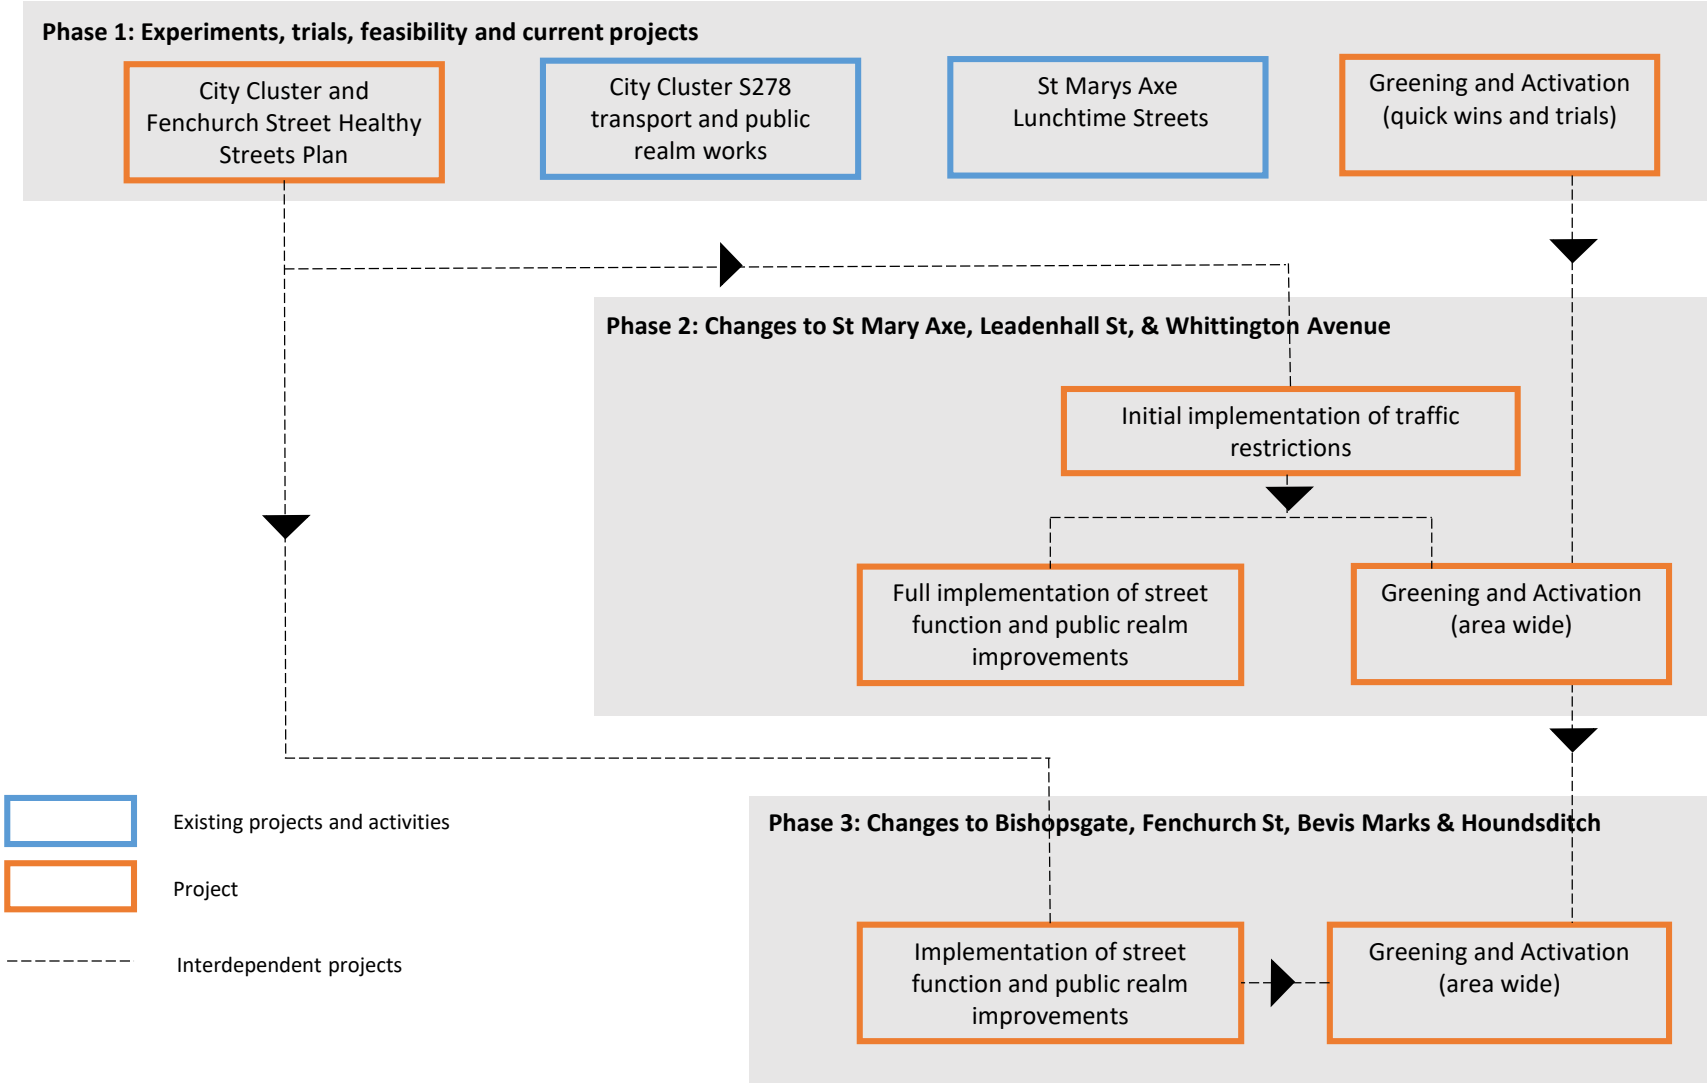 Phase 1: Experiments, trials, feasibility and current projects
City Cluster and
Fenchurch Street Healthy
Streets Plan
City Cluster S278
transport and public
realm works
St Marys Axe
Lunchtime Streets
Greening and Activation
(quick wins and trials)
Phase 2: Changes to St Mary Axe, Leadenhall St, & Whittington Avenue
Initial implementation of traffic
restrictions
Full implementation of street
function and public realm
improvements
Greening and Activation
(area wide)
Existing projects and activities
Project
Interdependent projects
Phase 3: Changes to Bishopsgate, Fenchurch St, Bevis Marks & Houndsditch
Implementation of street
function and public realm
improvements
Greening and Activation
(area wide)